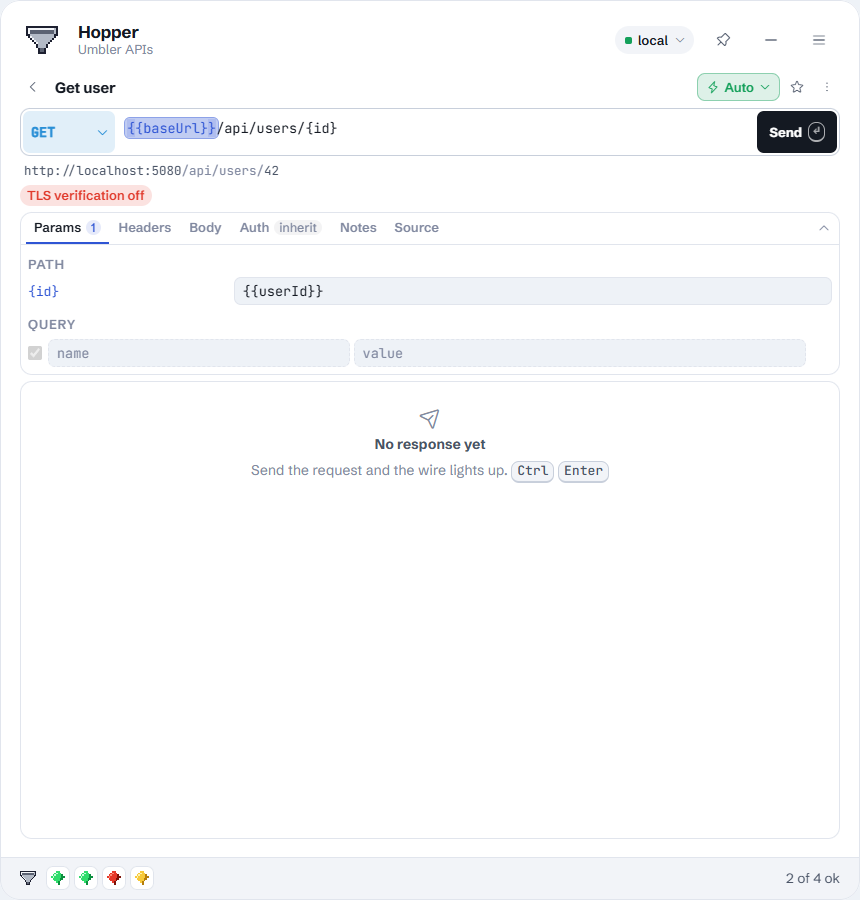 Hopper
Umbler APIs
local
Get user
Auto
GET
{{baseUrl}}/api/users/{id}
Send
http://localhost:5080/api/users/42
TLS verification off
Params 1 Headers Body Auth inherit Notes Source
PATH
{id} {{userId}}
QUERY
name value
No response yet
Send the request and the wire lights up. Ctrl Enter
2 of 4 ok